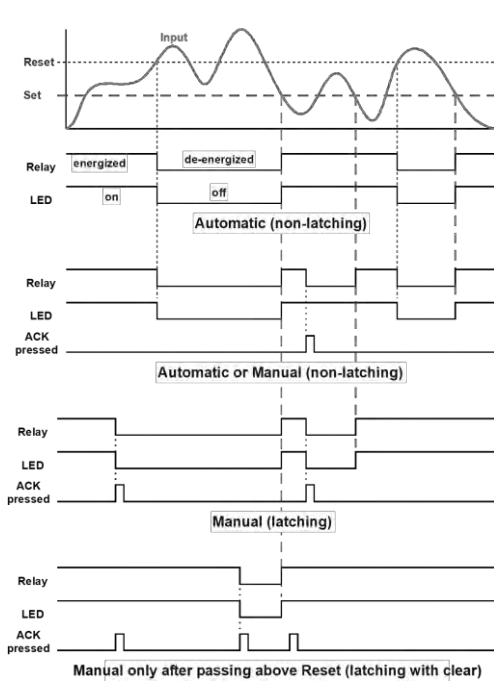 Input
Reset
Set
energized
de-energized
Relay
LED
on
off
Automatic (non-latching)
Relay
LED
ACK
pressed
Automatic or Manual (non-latching)
Relay
LED
ACK
pressed
Manual (latching)
Relay
LED
ACK
pressed
Manual only after passing above Reset (latching with clear)